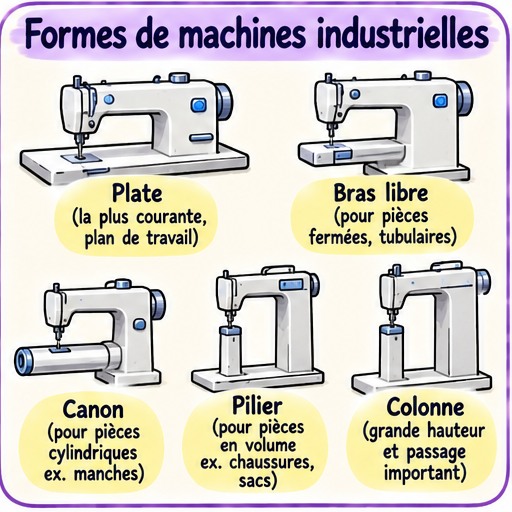 Formes de machines industrielles
Plate
(la plus courante,
plan de travail)
Bras libre
(pour pièces
fermées, tubulaires)
Canon
(pour pièces
cylindriques
ex. manches)
Pilier
(pour pièces
en volume
ex. chaussures,
sacs)
Colonne
(grande hauteur
et passage
important)